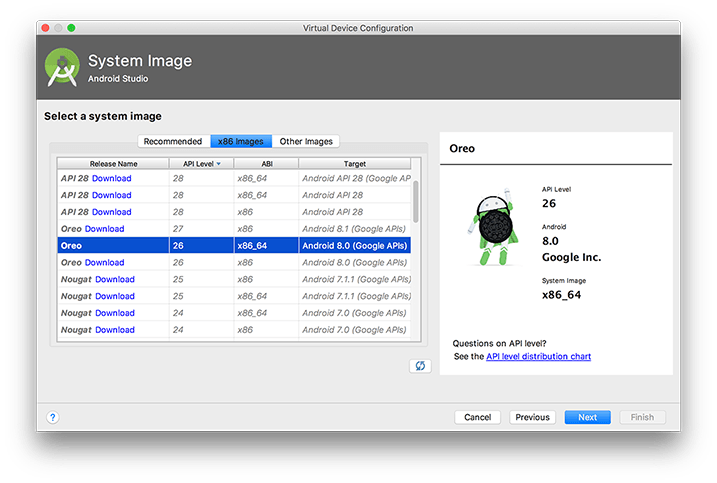 Virtual Device Configuration
System Image
Android Studio
Select a system image
Recommended x86 Images Other Images
Release Name API Level ABI Target
API 28 Download 28 x86_64 Android API 28 (Google AP
API 28 Download 28 x86_64 Android API 28
API 28 Download 28 x86 Android API 28
Oreo Download 27 x86 Android 8.1 (Google APIs)
Oreo 26 x86_64 Android 8.0 (Google APIs)
Oreo Download 26 x86 Android 8.0 (Google APIs)
Nougat Download 25 x86 Android 7.1.1 (Google APIs)
Nougat Download 25 x86_64 Android 7.1.1 (Google APIs)
Nougat Download 24 x86_64 Android 7.0 (Google APIs)
Nougat Download 24 x86 Android 7.0 (Google APIs)
Oreo
API Level
26
Android
8.0
Google Inc.
System Image
x86_64
Questions on API level?
See the API level distribution chart
?
Cancel Previous Next Finish